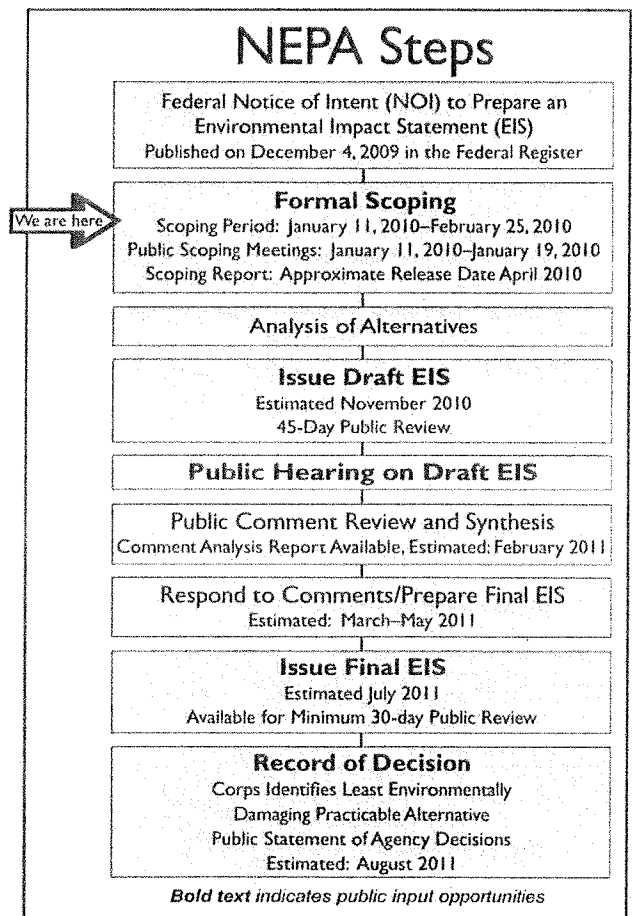 NEPA Steps
Federal Notice of Intent (NOI) to Prepare an
Environmental Impact Statement (EIS)
Published on December 4, 2009 in the Federal Register
We are here
Formal Scoping
Scoping Period: January 11, 2010–February 25, 2010
Public Scoping Meetings: January 11, 2010–January 19, 2010
Scoping Report: Approximate Release Date April 2010
Analysis of Alternatives
Issue Draft EIS
Estimated November 2010
45-Day Public Review
Public Hearing on Draft EIS
Public Comment Review and Synthesis
Comment Analysis Report Available, Estimated: February 2011
Respond to Comments/Prepare Final EIS
Estimated: March–May 2011
Issue Final EIS
Estimated July 2011
Available for Minimum 30-day Public Review
Record of Decision
Corps Identifies Least Environmentally
Damaging Practicable Alternative
Public Statement of Agency Decisions
Estimated: August 2011
Bold text indicates public input opportunities